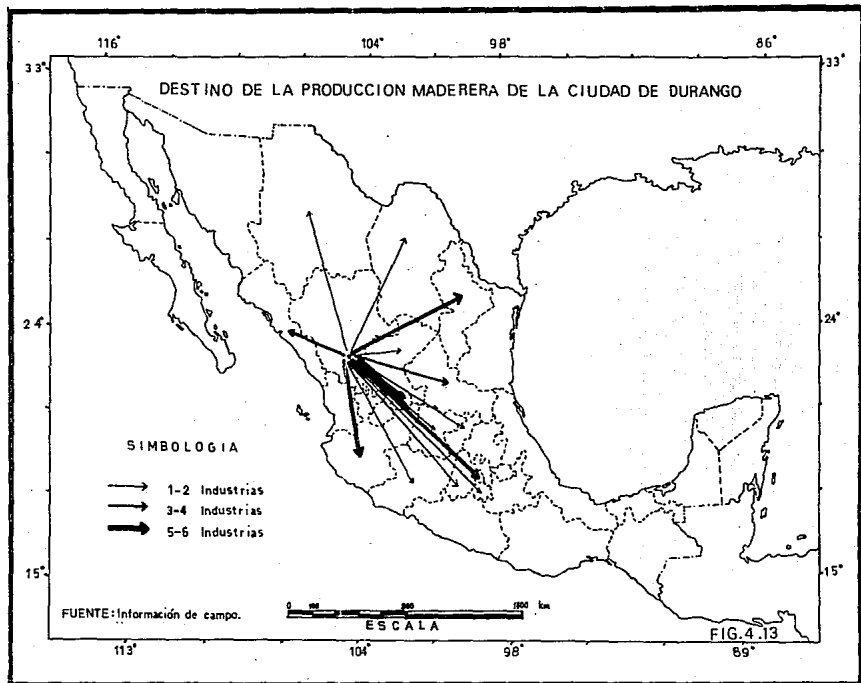 116° 104° 98° 86°
33° 33°
DESTINO DE LA PRODUCCION MADERERA DE LA CIUDAD DE DURANGO
24° 24°
SIMBOLOGIA
1-2 Industrias
3-4 Industrias
5-6 Industrias
15° 15°
FUENTE: Información de campo.
0 km
ESCALA
FIG. 4.13
113° 104° 98° 89°